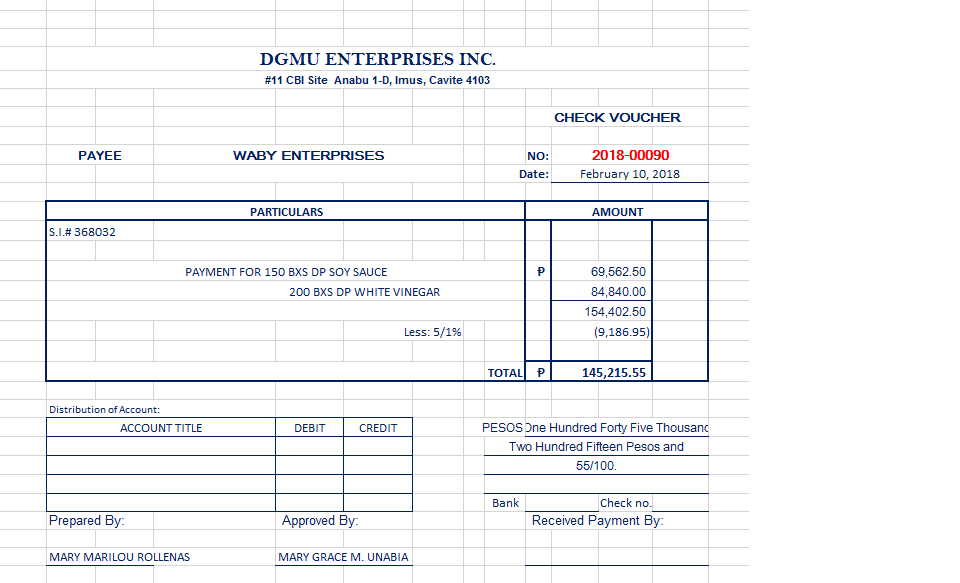 DGMU ENTERPRISES INC.
#11 CBI Site Anabu 1-D, Imus, Cavite 4103
CHECK VOUCHER
PAYEE WABY ENTERPRISES NO: 2018-00090
Date: February 10, 2018
PARTICULARS AMOUNT
S.I.# 368032
PAYMENT FOR 150 BXS DP SOY SAUCE ₱ 69,562.50
200 BXS DP WHITE VINEGAR 84,840.00
154,402.50
Less: 5/1% (9,186.95)
TOTAL ₱ 145,215.55
Distribution of Account:
ACCOUNT TITLE DEBIT CREDIT
PESOS One Hundred Forty Five Thousand
Two Hundred Fifteen Pesos and
55/100.
Bank Check no.
Prepared By: Approved By: Received Payment By:
MARY MARILOU ROLLENAS MARY GRACE M. UNABIA